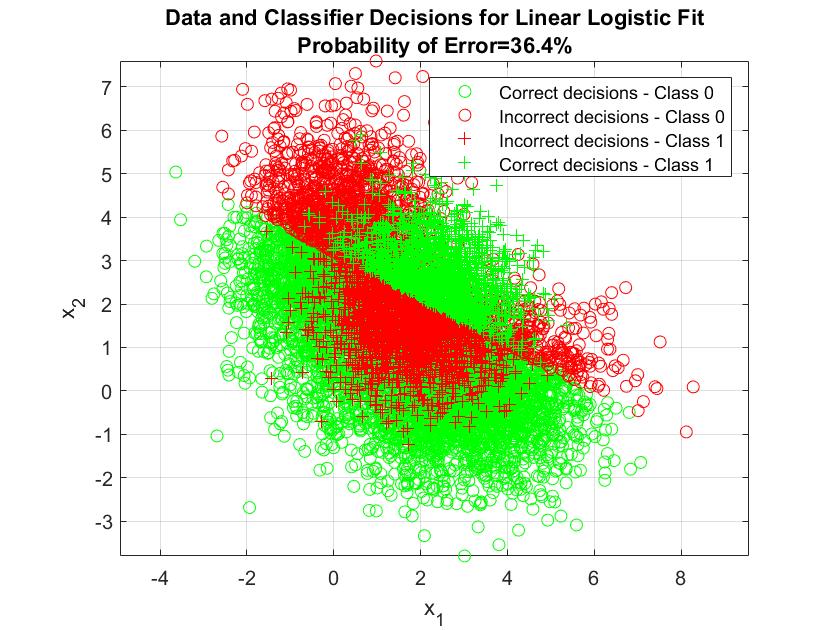 Data and Classifier Decisions for Linear Logistic Fit
Probability of Error=36.4%
Correct decisions - Class 0
Incorrect decisions - Class 0
Incorrect decisions - Class 1
Correct decisions - Class 1
7
6
5
4
3
2
1
0
-1
-2
-3
x2
-4 -2 0 2 4 6 8
x1